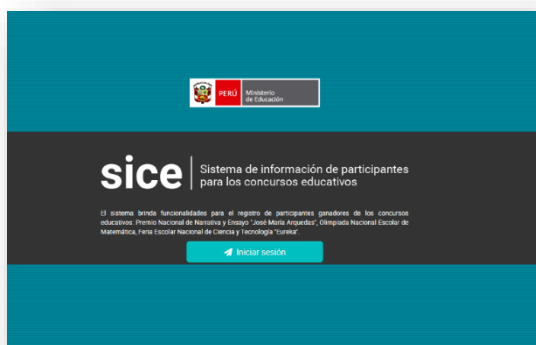 PERÚ
Ministerio
de Educación
sice
Sistema de información de participantes
para los concursos educativos
El sistema brinda funcionalidades para el registro de participantes ganadores de los concursos
educativos: Premio Nacional de Narrativa y Ensayo "José María Arguedas", Olimpiada Nacional Escolar de
Matemática, Feria Escolar Nacional de Ciencia y Tecnología "Eureka".
Iniciar sesión